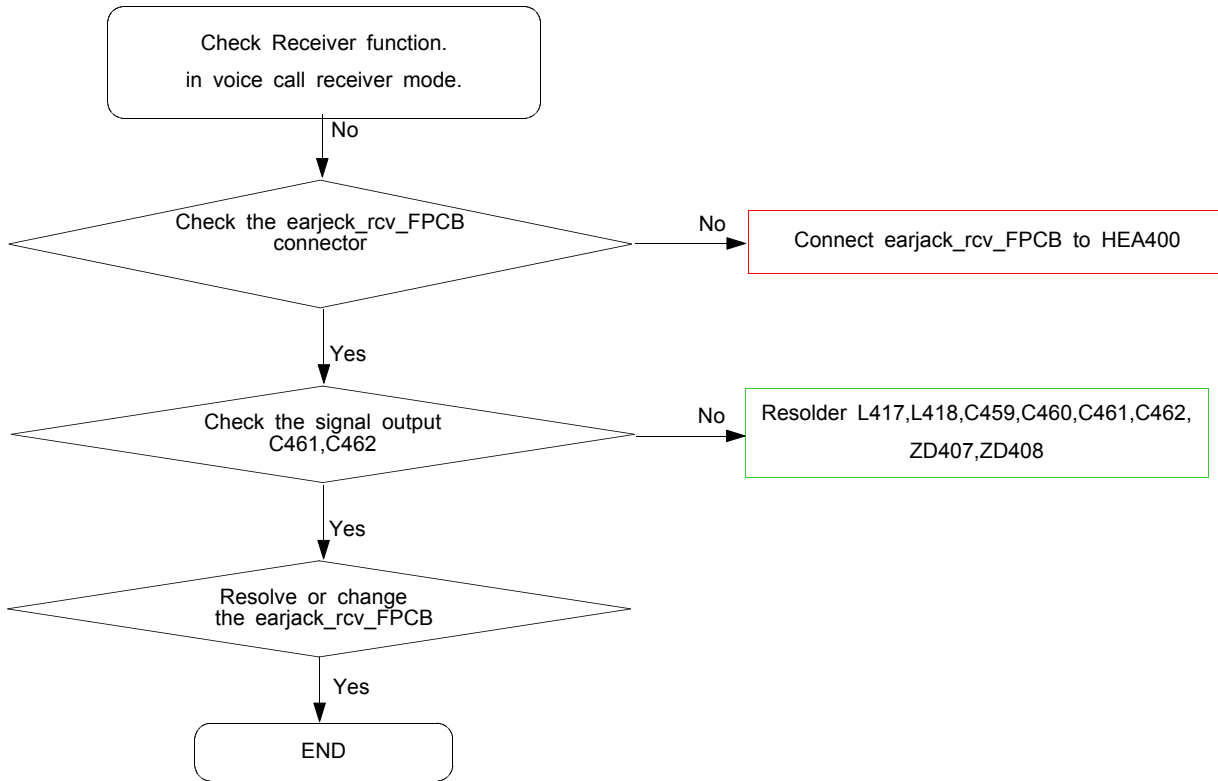 Check Receiver function.
in voice call receiver mode.
No
Check the earjeck_rcv_FPCB
connector
No
Connect earjack_rcv_FPCB to HEA400
Yes
Check the signal output
C461,C462
No
Resolder L417,L418,C459,C460,C461,C462,
ZD407,ZD408
Yes
Resolve or change
the earjack_rcv_FPCB
Yes
END